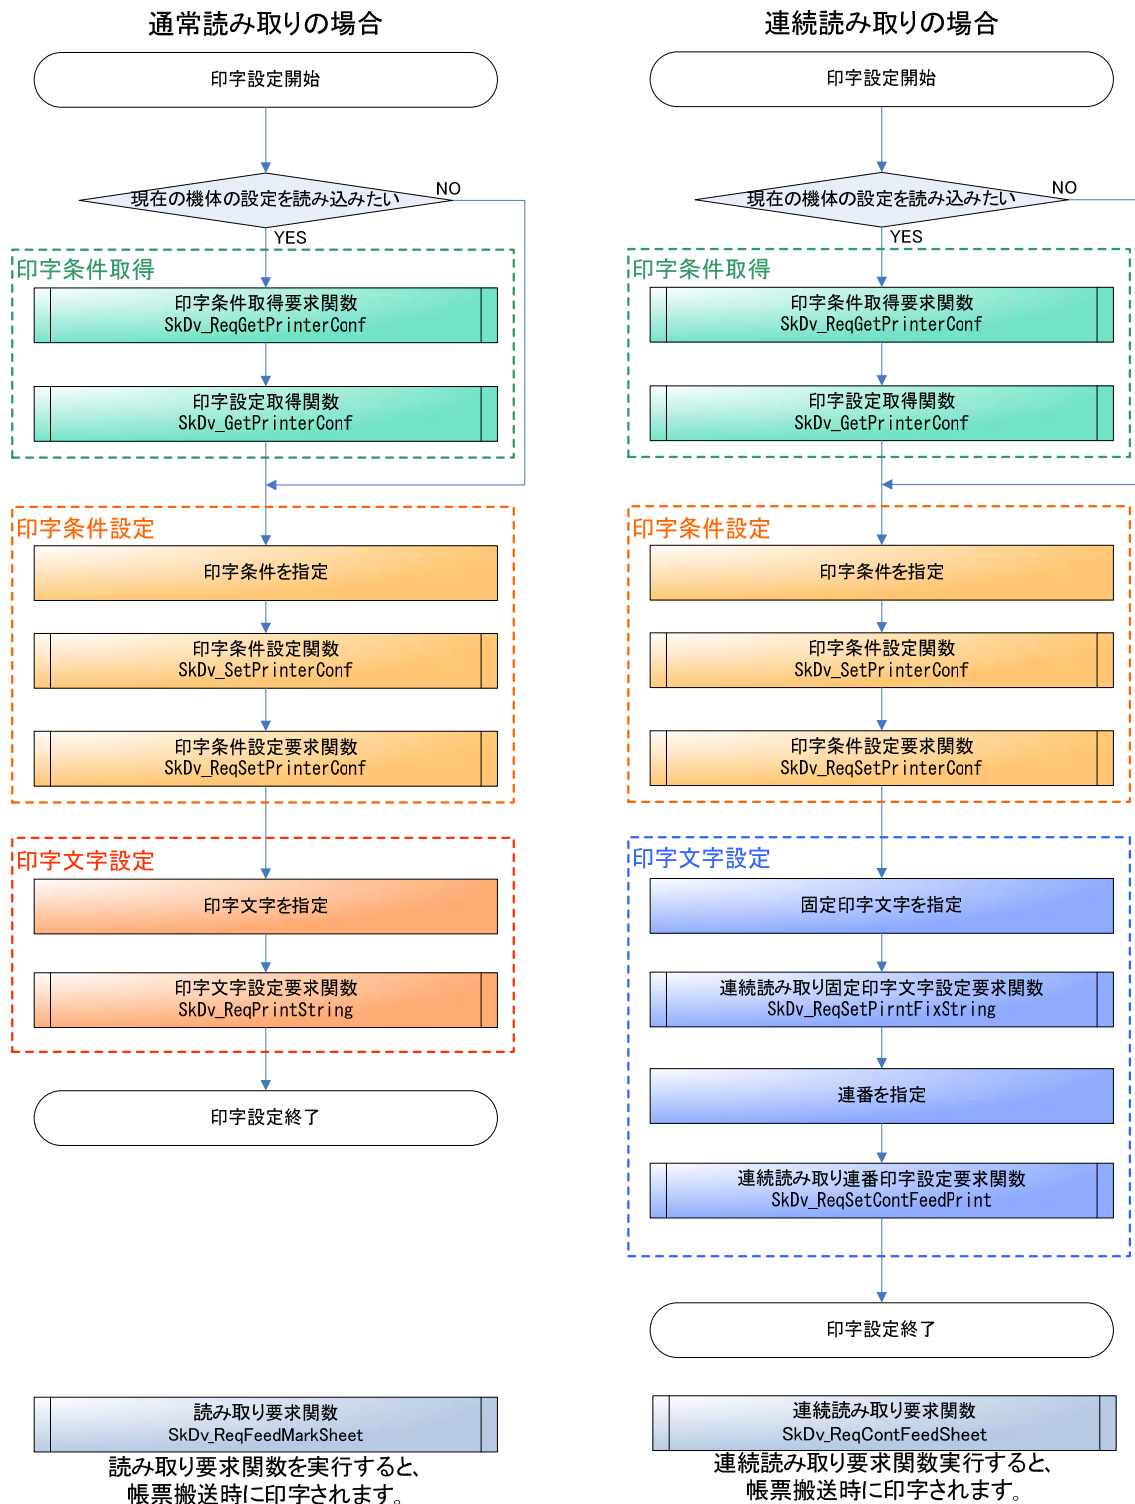 通常読み取りの場合
印字設定開始
現在の機体の設定を読み込みたい
NO
YES
印字条件取得
印字条件取得要求関数
SkDv_ReqGetPrinterConf
印字設定取得関数
SkDv_GetPrinterConf
印字条件設定
印字条件を指定
印字条件設定関数
SkDv_SetPrinterConf
印字条件設定要求関数
SkDv_ReqSetPrinterConf
印字文字設定
印字文字を指定
印字文字設定要求関数
SkDv_ReqPrintString
印字設定終了
読み取り要求関数
SkDv_ReqFeedMarkSheet
読み取り要求関数を実行すると、
帳票搬送時に印字されます。
連続読み取りの場合
印字設定開始
現在の機体の設定を読み込みたい
NO
YES
印字条件取得
印字条件取得要求関数
SkDv_ReqGetPrinterConf
印字設定取得関数
SkDv_GetPrinterConf
印字条件設定
印字条件を指定
印字条件設定関数
SkDv_SetPrinterConf
印字条件設定要求関数
SkDv_ReqSetPrinterConf
印字文字設定
固定印字文字を指定
連続読み取り固定印字文字設定要求関数
SkDv_ReqSetPirntFixString
連番を指定
連続読み取り連番印字設定要求関数
SkDv_ReqSetContFeedPrint
印字設定終了
連続読み取り要求関数
SkDv_ReqContFeedSheet
連続読み取り要求関数実行すると、
帳票搬送時に印字されます。